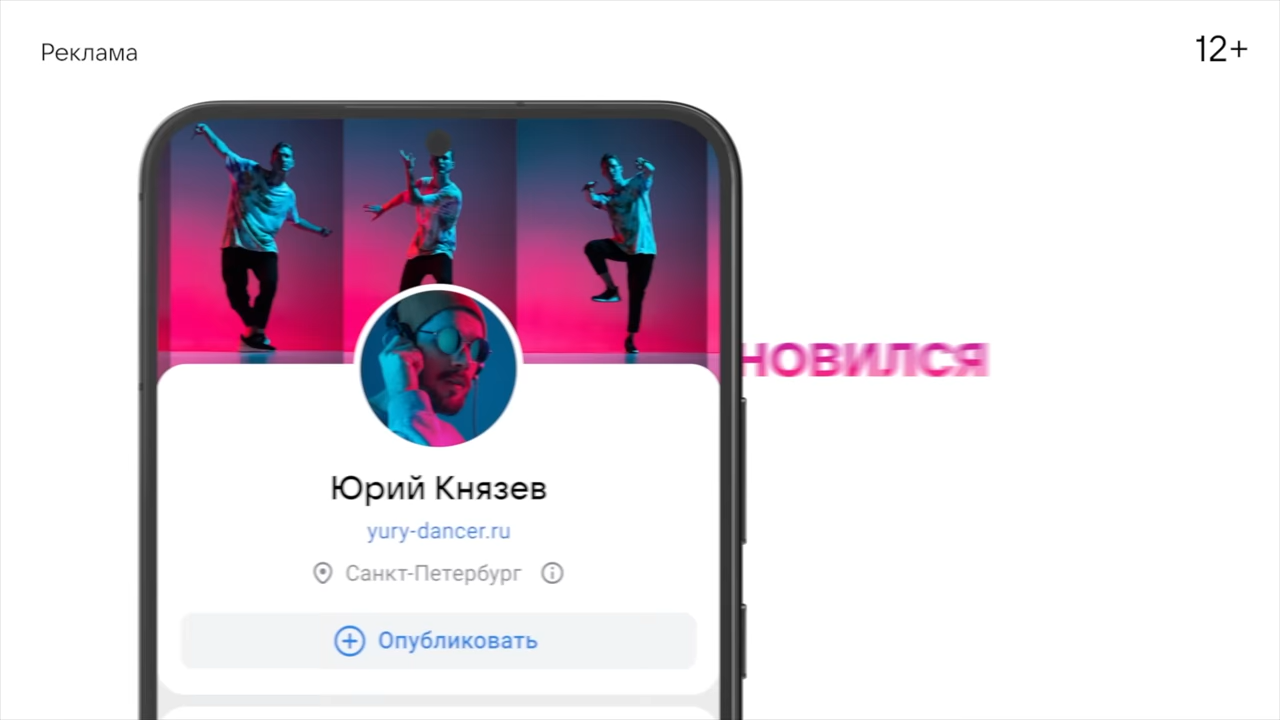 Реклама
12+
НОВИЛСЯ
Юрий Князев
yury-dancer.ru
Санкт-Петербург
Опубликовать